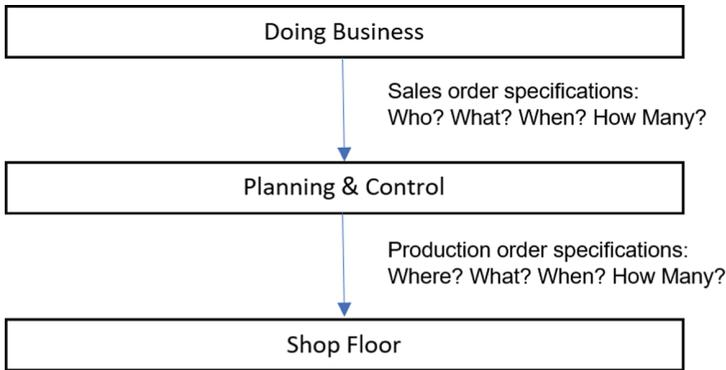 Doing Business
Sales order specifications:
Who? What? When? How Many?
Planning & Control
Production order specifications:
Where? What? When? How Many?
Shop Floor